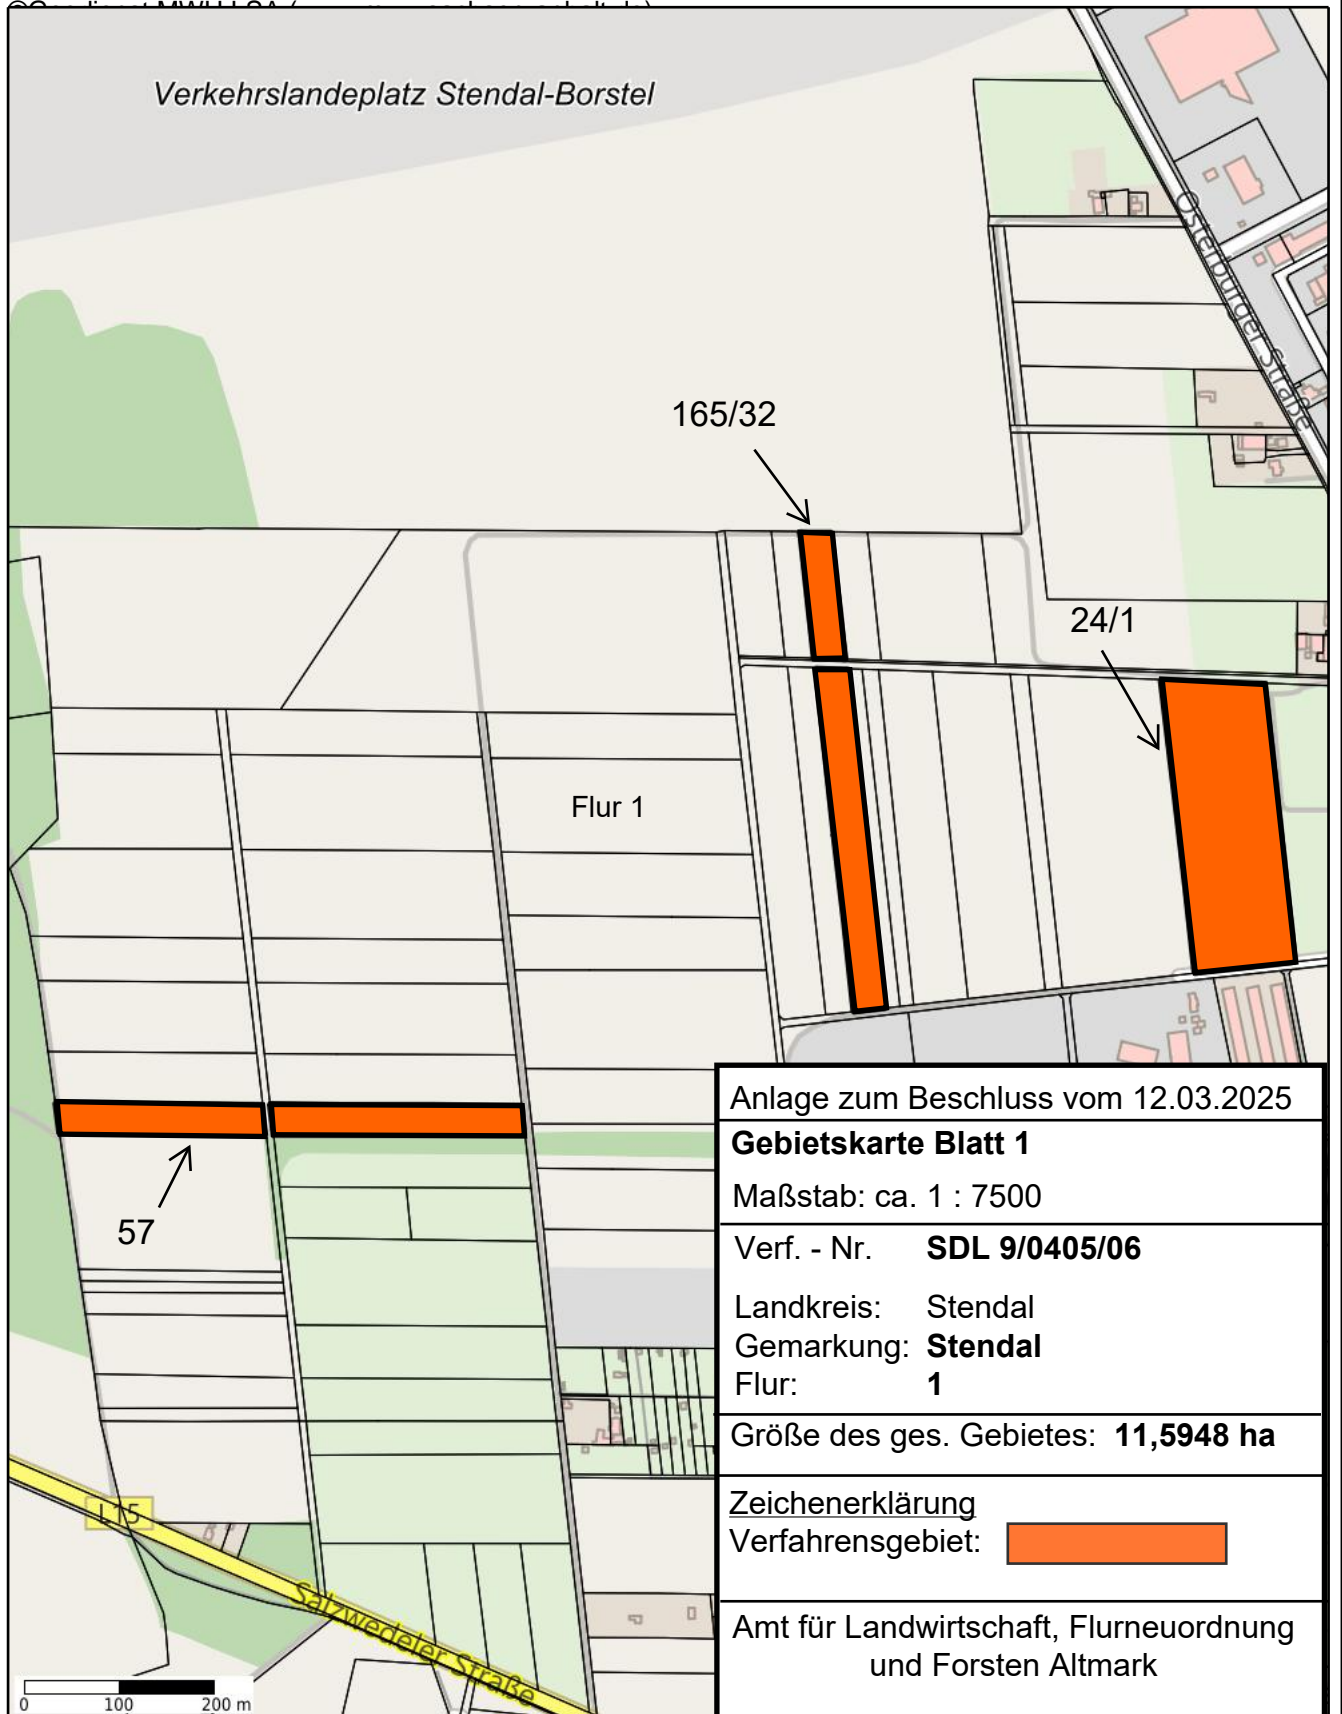 Verkehrslandeplatz Stendal-Borstel
Osterburger Straße
165/32
24/1
Flur 1
57
L15
Salzwedeler Straße
0 100 200 m
Anlage zum Beschluss vom 12.03.2025
Gebietskarte Blatt 1
Maßstab: ca. 1 : 7500
Verf. - Nr. SDL 9/0405/06
Landkreis: Stendal
Gemarkung: Stendal
Flur: 1
Größe des ges. Gebietes: 11,5948 ha
Zeichenerklärung
Verfahrensgebiet:
Amt für Landwirtschaft, Flurneuordnung
und Forsten Altmark